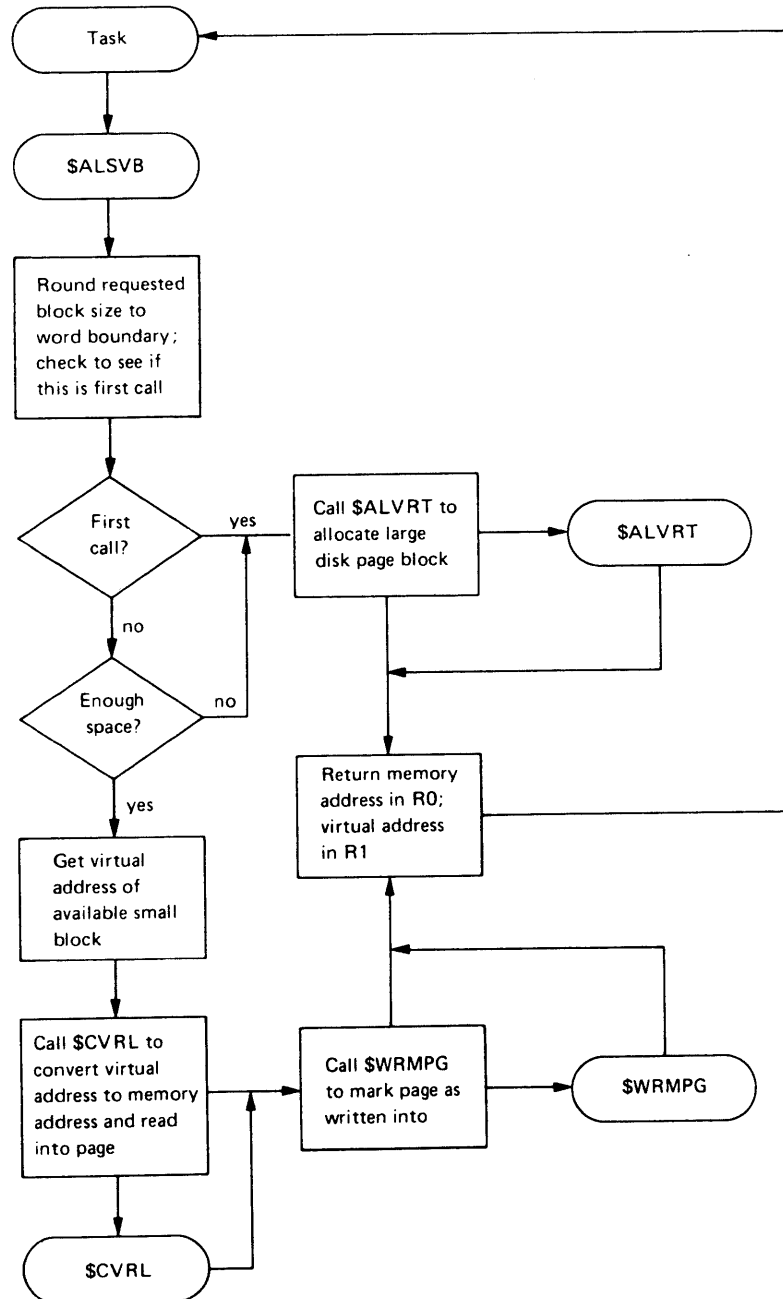 Task
$ALSVB
Round requested
block size to
word boundary;
check to see if
this is first call
First
call?
yes
Call $ALVRT to
allocate large
disk page block
$ALVRT
no
Enough
space?
no
yes
Return memory
address in R0;
virtual address
in R1
Get virtual
address of
available small
block
Call $CVRL to
convert virtual
address to memory
address and read
into page
Call $WRMPG
to mark page as
written into
$WRMPG
$CVRL